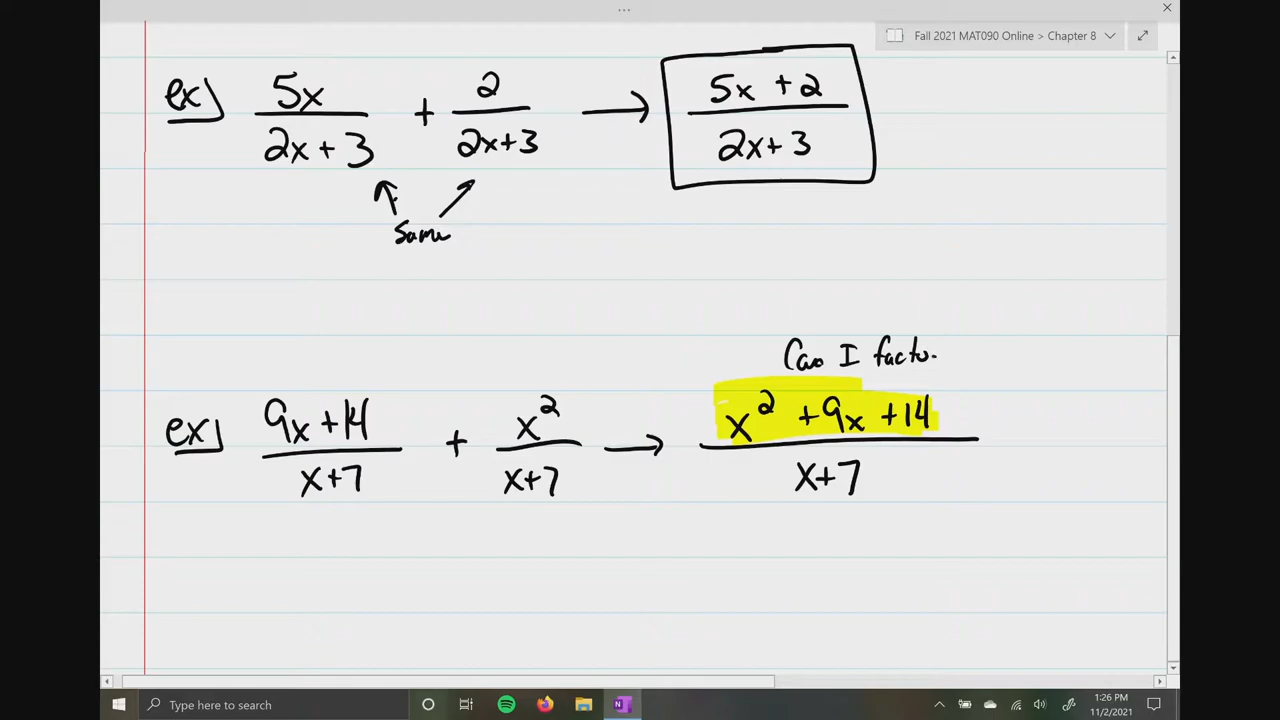 Fall 2021 MAT090 Online > Chapter 8
ex) 5x/(2x+3) + 2/(2x+3) → (5x+2)/(2x+3)
Same
Can I facto.
ex) (9x+14)/(x+7) + x²/(x+7) → (x²+9x+14)/(x+7)
Type here to search
1:26 PM
11/2/2021